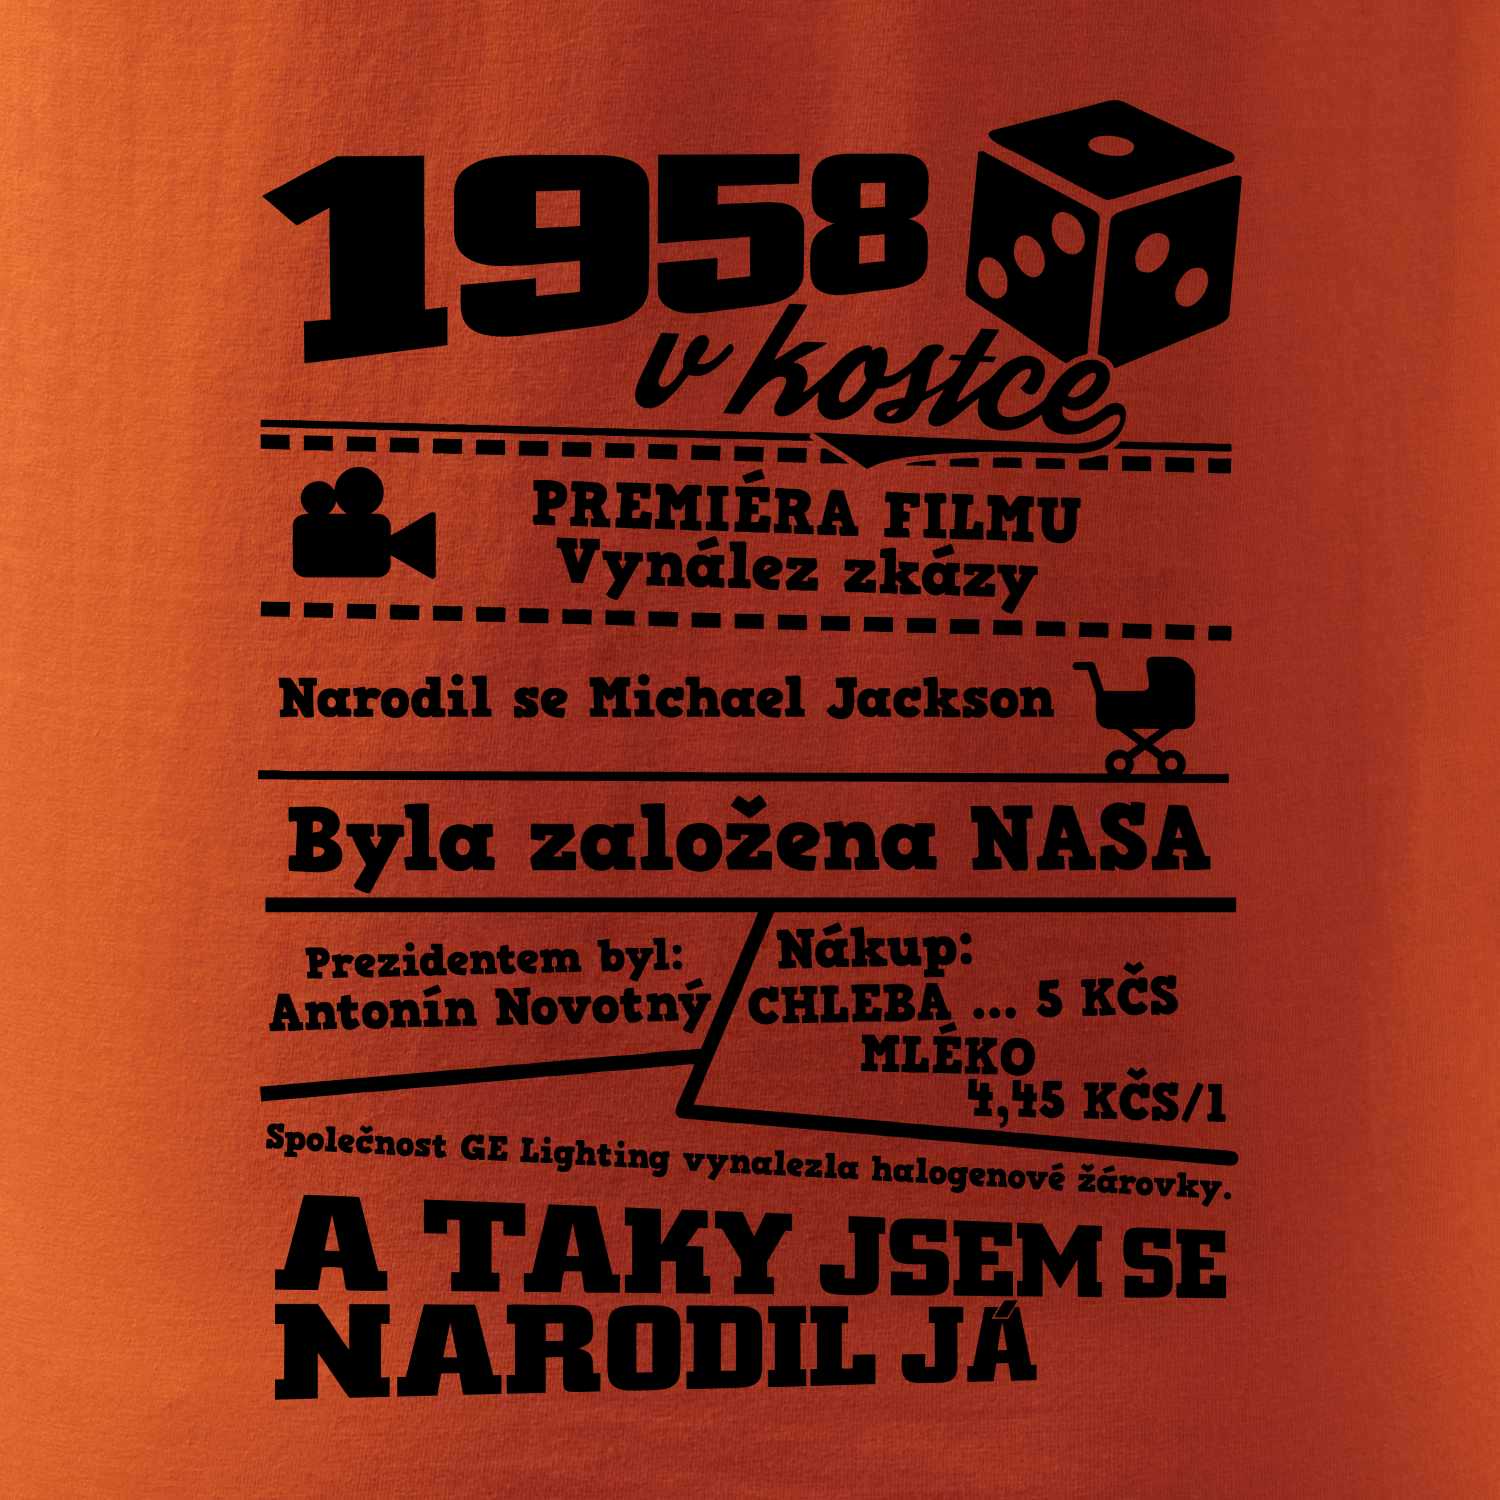 1958
v kostce
PREMIÉRA FILMU
Vynález zkázy
Narodil se Michael Jackson
Byla založena NASA
Prezidentem byl:
Antonín Novotný
Nákup:
CHLEBA ... 5 KČS
MLÉKO
4,45 KČS/l
Společnost GE Lighting vynalezla halogenové žárovky.
A TAKY JSEM SE
NARODIL JÁ